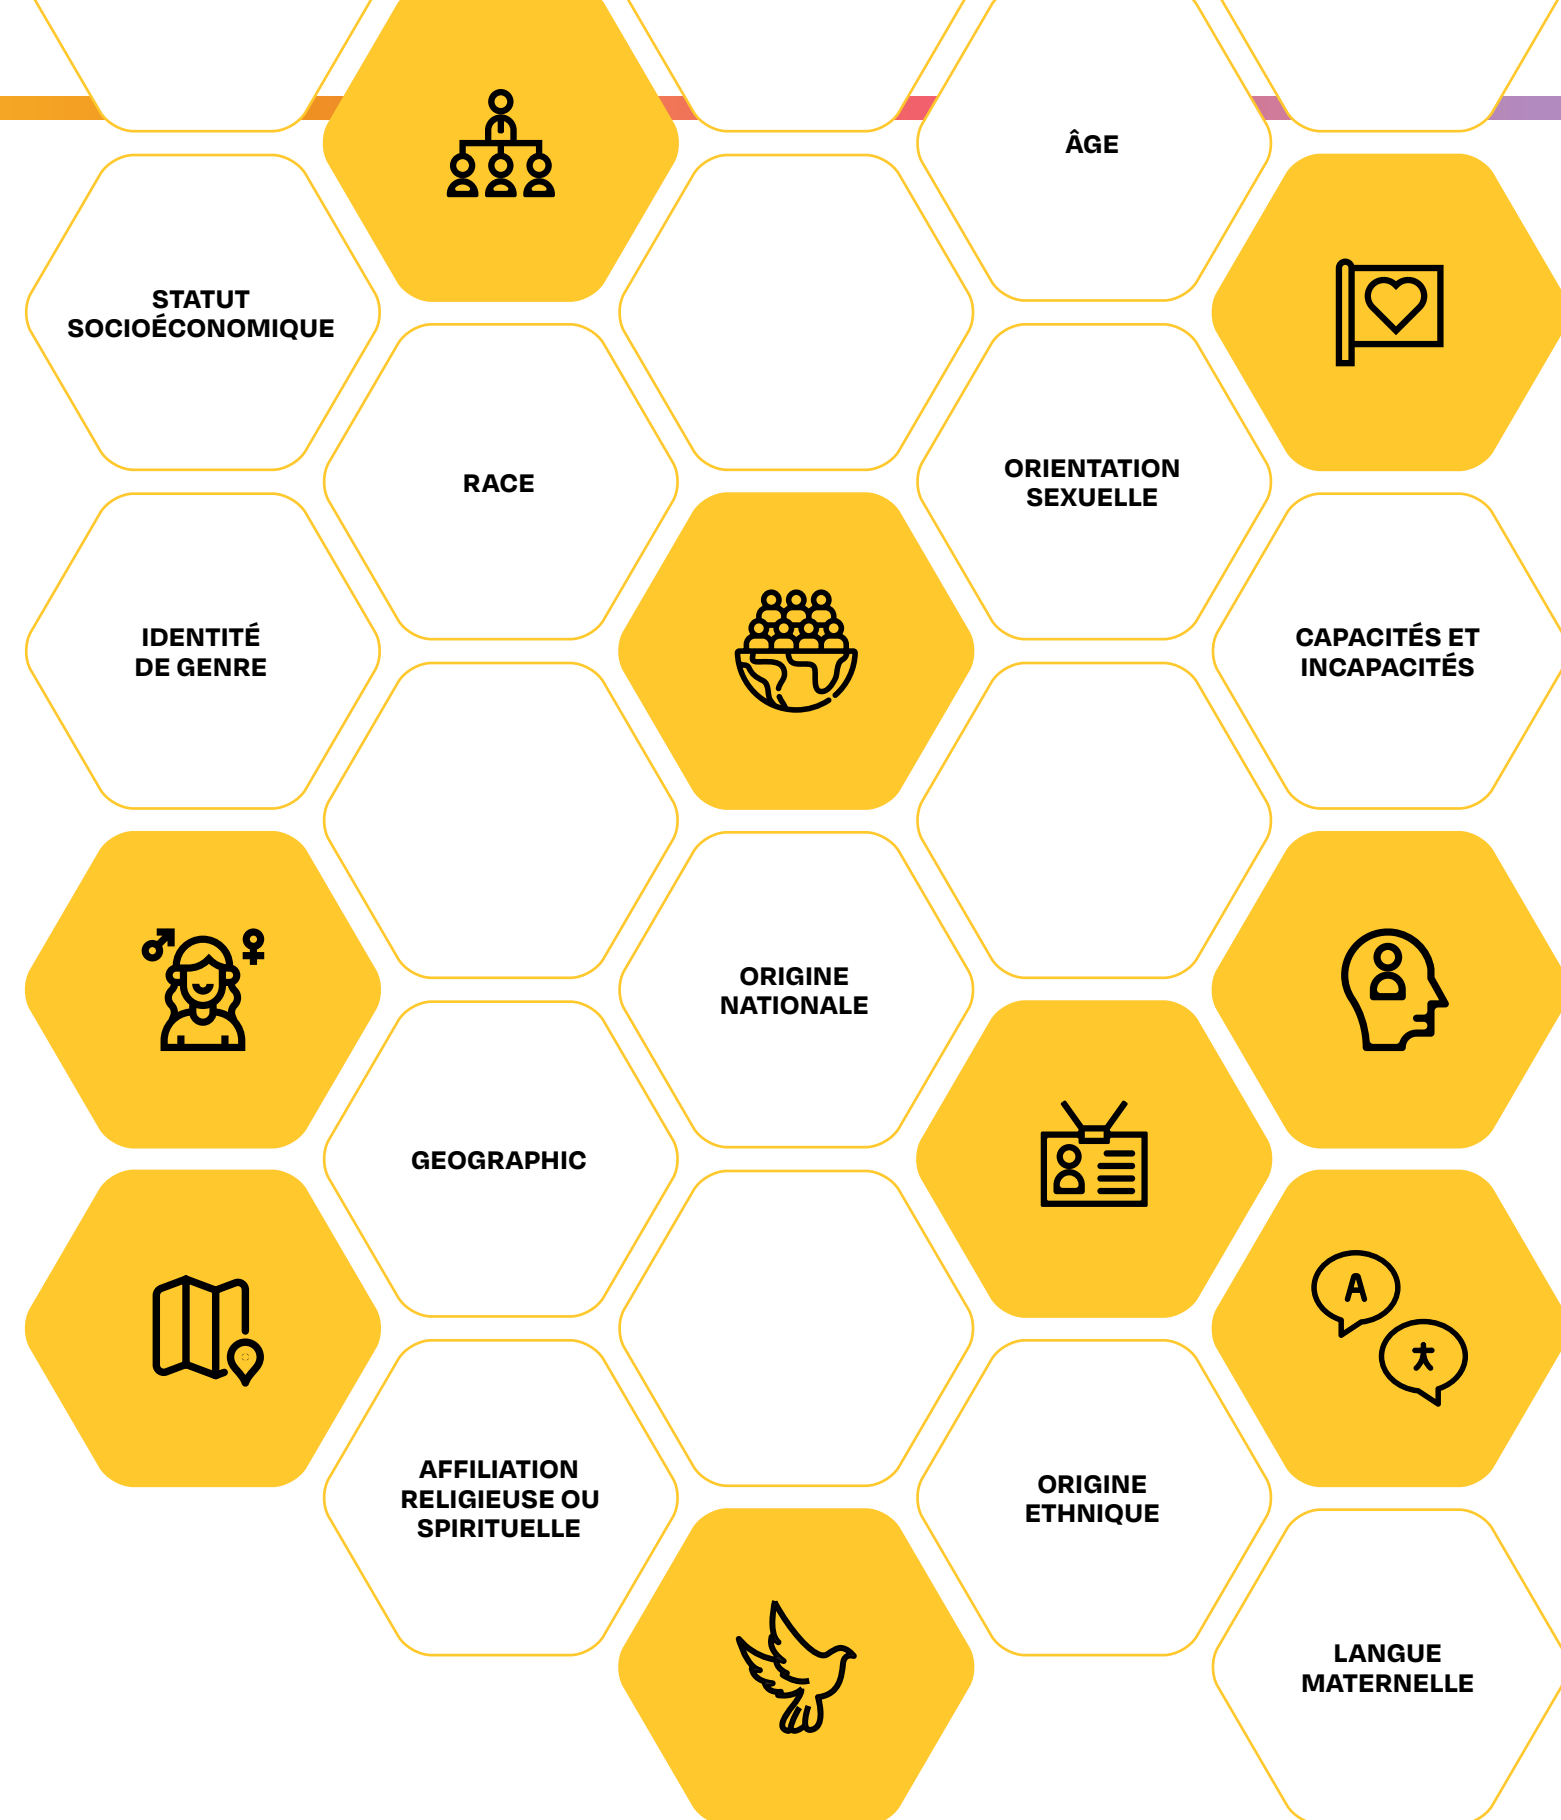 ÂGE
STATUT
SOCIOÉCONOMIQUE
RACE
ORIENTATION
SEXUELLE
IDENTITÉ
DE GENRE
CAPACITÉS ET
INCAPACITÉS
ORIGINE
NATIONALE
GEOGRAPHIC
A
AFFILIATION
RELIGIEUSE OU
SPIRITUELLE
ORIGINE
ETHNIQUE
LANGUE
MATERNELLE